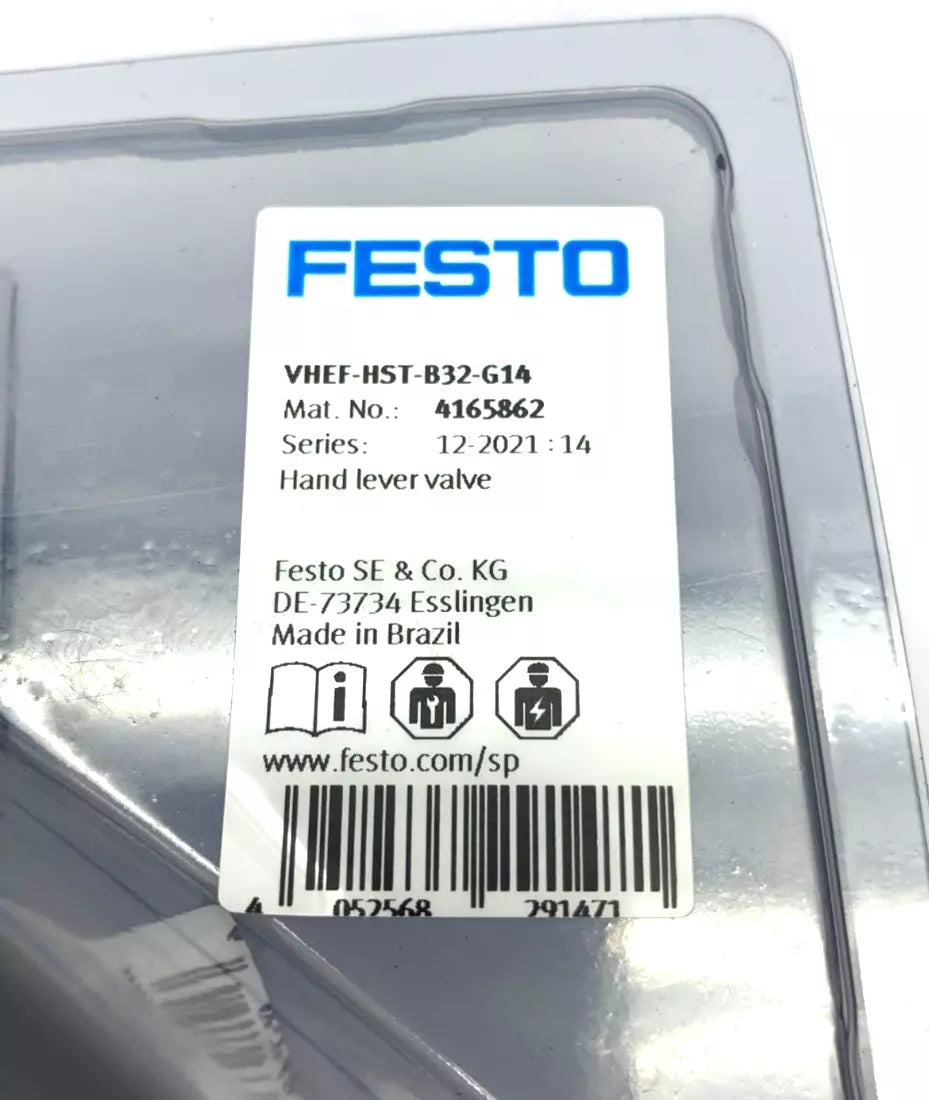 FESTO
VHEF-HST-B32-G14
Mat. No.: 4165862
Series: 12-2021 : 14
Hand lever valve
Festo SE & Co. KG
DE-73734 Esslingen
Made in Brazil
www.festo.com/sp
4 052568 291471